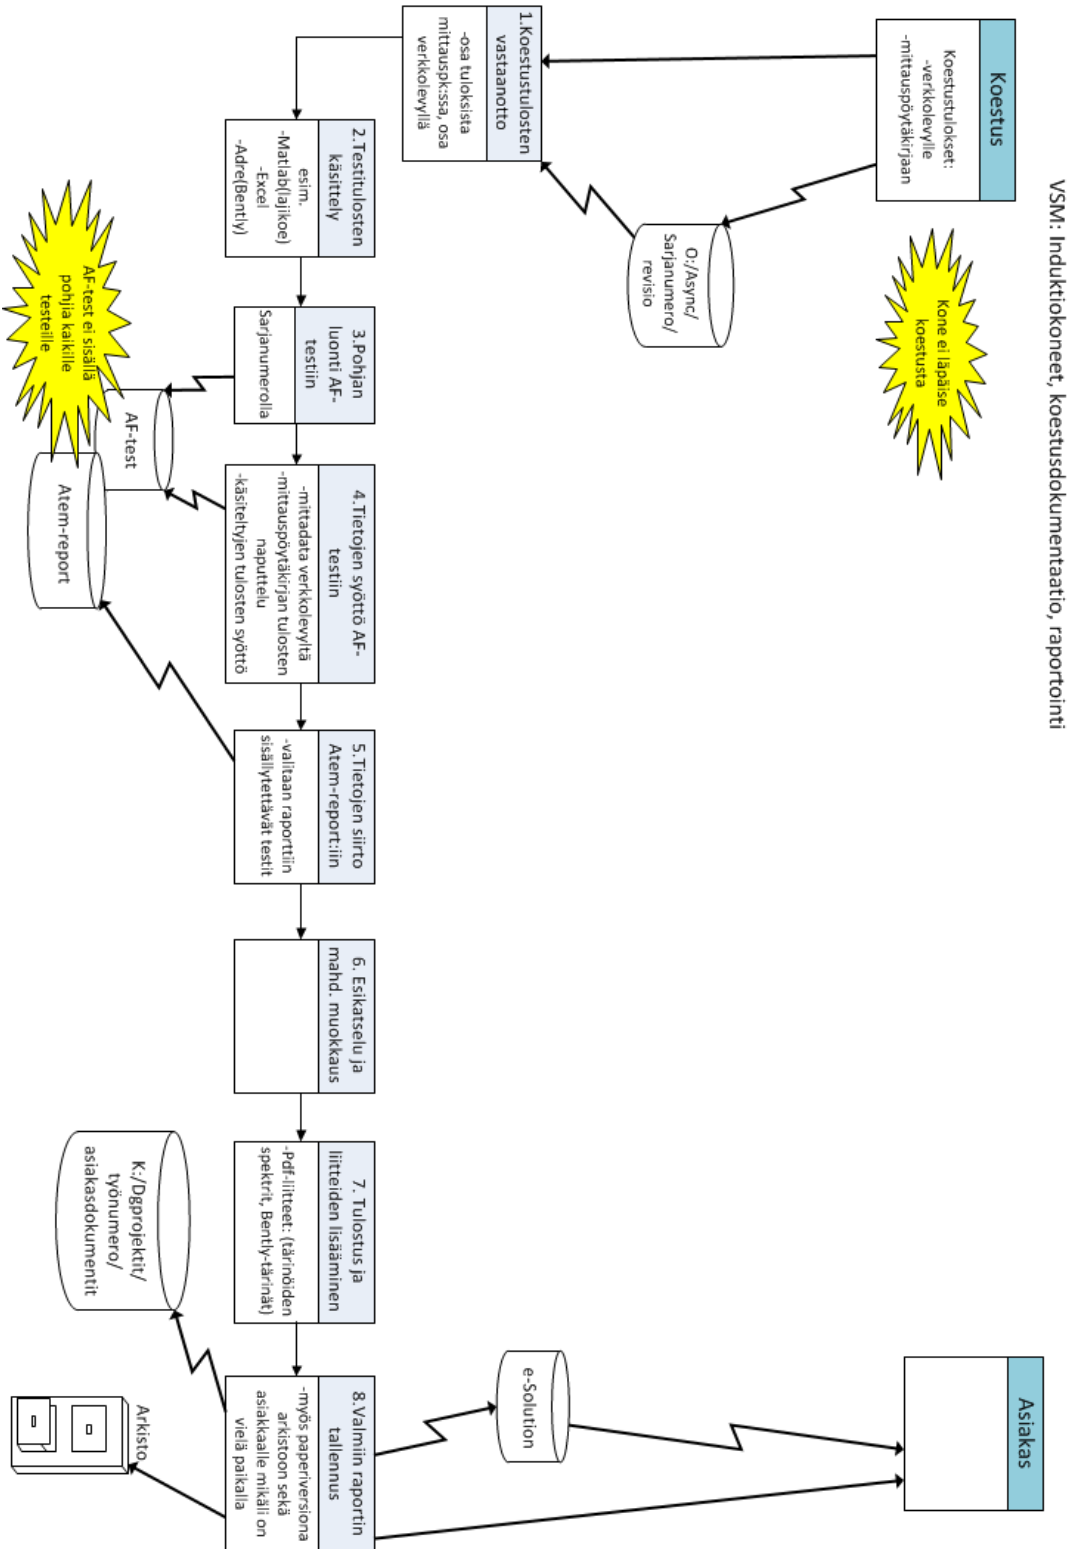 VSM: Induktiokoneet, koestusdokumentaatio, raportointi
Koestus
Koestustulokset:
-verkkolevylle
-mittauspöytäkirjaan
Kone ei läpäise
koestusta
O:/Async/
Sarjanumero/
revisio
1.Koestustulosten
vastaanotto
-osa tuloksista
mittauspk:ssa, osa
verkkolevyllä
2.Testitulosten
käsittely
esim.
-Matlab(lajikoe)
-Excel
-Adre(Bently)
3.Pohjan
luonti AF-
testiin
Sarjanumerolla
AF-test ei sisällä
pohjia kaikille
testeille
AF-test
Atem-report
4.Tietojen syöttö AF-
testiin
-mittadata verkkolevyltä
-mittauspöytäkirjan tulosten
naputtelu
-käsiteltyjen tulosten syöttö
5.Tietojen siirto
Atem-report:iin
-valitaan raporttiin
sisällytettävät testit
6. Esikatselu ja
mahd. muokkaus
7. Tulostus ja
liitteiden lisääminen
-Pdf-liitteet: (tärinöiden
spektrit, Bently-tärinät)
8.Valmiin raportin
tallennus
-myös paperiversiona
arkistoon sekä
asiakkaalle mikäli on
vielä paikalla
K:/Dgprojektit/
työnumero/
asiakasdokumentit
Arkisto
e-Solution
Asiakas